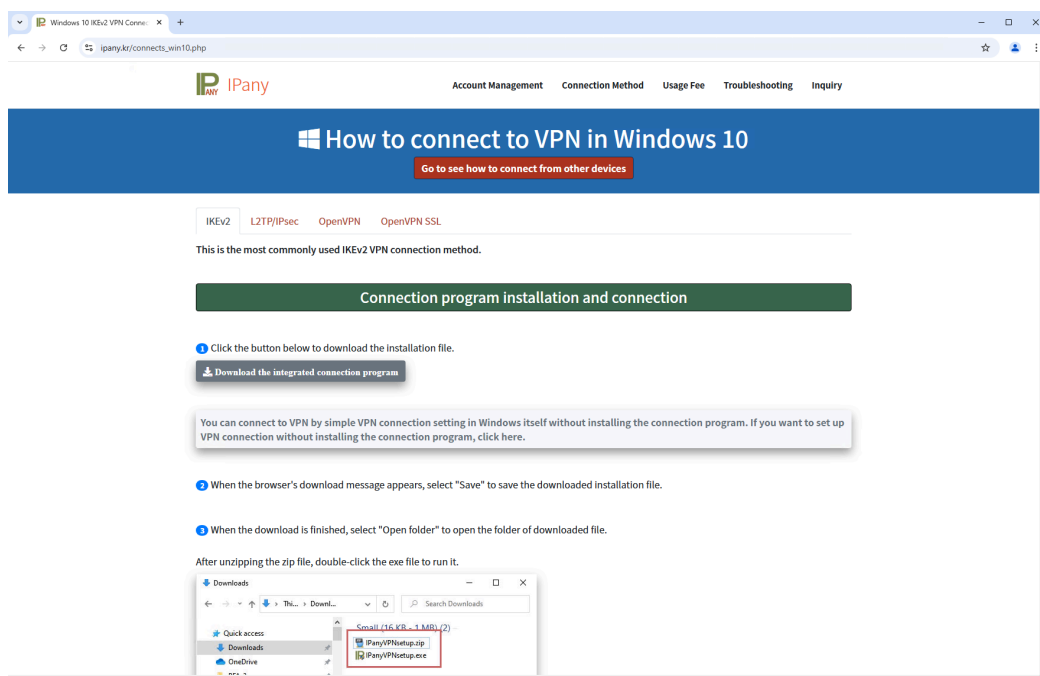 Windows 10 IKEv2 VPN Connec
ipany.kr/connects_win10.php
IP ANY IPany
Account Management Connection Method Usage Fee Troubleshooting Inquiry
How to connect to VPN in Windows 10
Go to see how to connect from other devices
IKEv2 L2TP/IPsec OpenVPN OpenVPN SSL
This is the most commonly used IKEv2 VPN connection method.
Connection program installation and connection
1 Click the button below to download the installation file.
Download the integrated connection program
You can connect to VPN by simple VPN connection setting in Windows itself without installing the connection program. If you want to set up
VPN connection without installing the connection program, click here.
2 When the browser's download message appears, select "Save" to save the downloaded installation file.
3 When the download is finished, select "Open folder" to open the folder of downloaded file.
After unzipping the zip file, double-click the exe file to run it.
Downloads
Thi... › Downl... Search Downloads
Small (16 KB - 1 MB) (2)
Quick access
IPanyVPNsetup.zip
Downloads
IPanyVPNsetup.exe
OneDrive